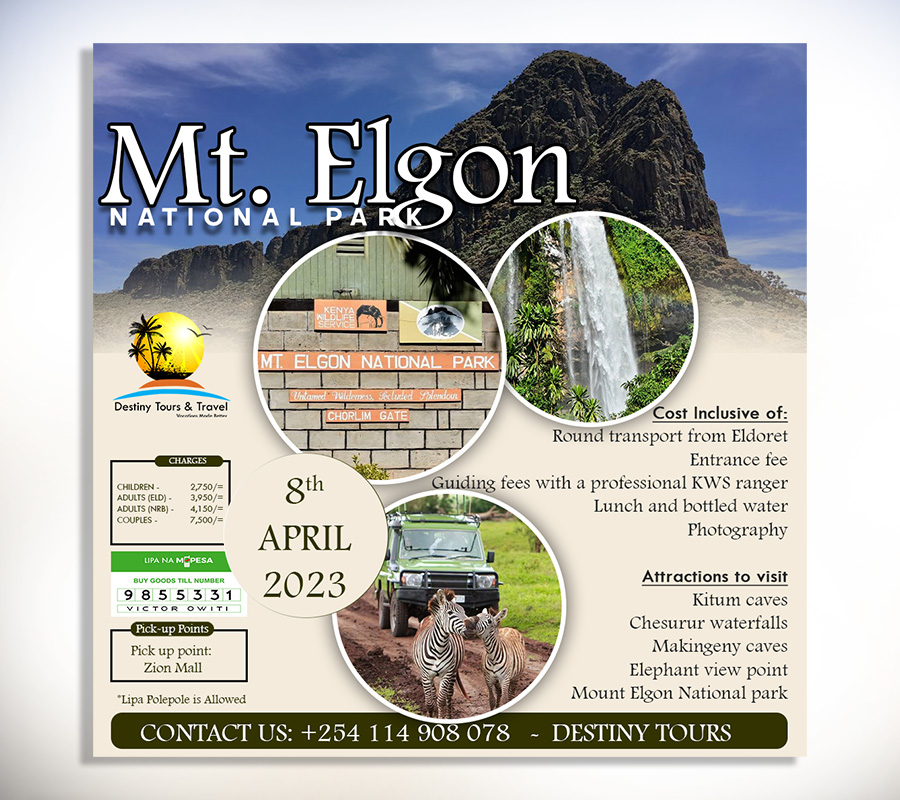 Mt. Elgon
NATIONAL PARK
KENYA
WILDLIFE
SERVICE
MT. ELGON NATIONAL PARK
Untamed Wilderness, Secluded Splendour
CHORLIM GATE
Destiny Tours & Travel
Cost Inclusive of:
Round transport from Eldoret
Entrance fee
Guiding fees with a professional KWS ranger
Lunch and bottled water
Photography
CHARGES
CHILDREN - 2,750/=
ADULTS (ELD) - 3,950/=
ADULTS (NRB) - 4,150/=
COUPLES - 7,500/=
8th
APRIL
2023
LIPA NA M-PESA
BUY GOODS TILL NUMBER
9855331
VICTOR OWITI
Pick-up Points
Pick up point:
Zion Mall
*Lipa Polepole is Allowed
Attractions to visit
Kitum caves
Chesurur waterfalls
Makingeny caves
Elephant view point
Mount Elgon National park
CONTACT US: +254 114 908 078 - DESTINY TOURS